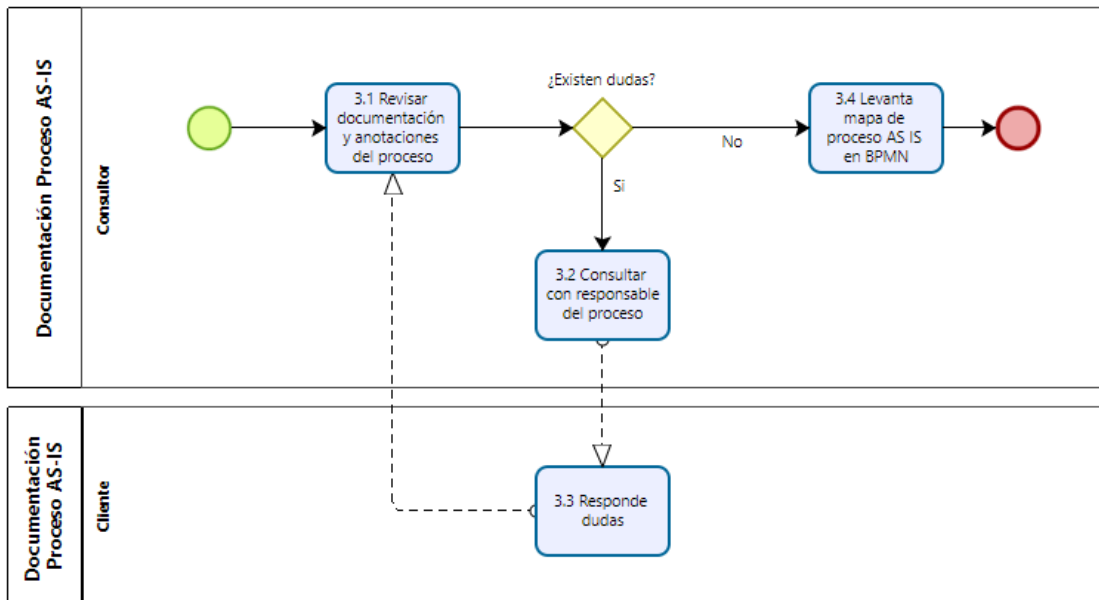 Documentación Proceso AS-IS
Consultor
3.1 Revisar
documentación
y anotaciones
del proceso
¿Existen dudas?
No
Si
3.4 Levanta
mapa de
proceso AS IS
en BPMN
3.2 Consultar
con responsable
del proceso
Documentación
Proceso AS-IS
Cliente
3.3 Responde
dudas